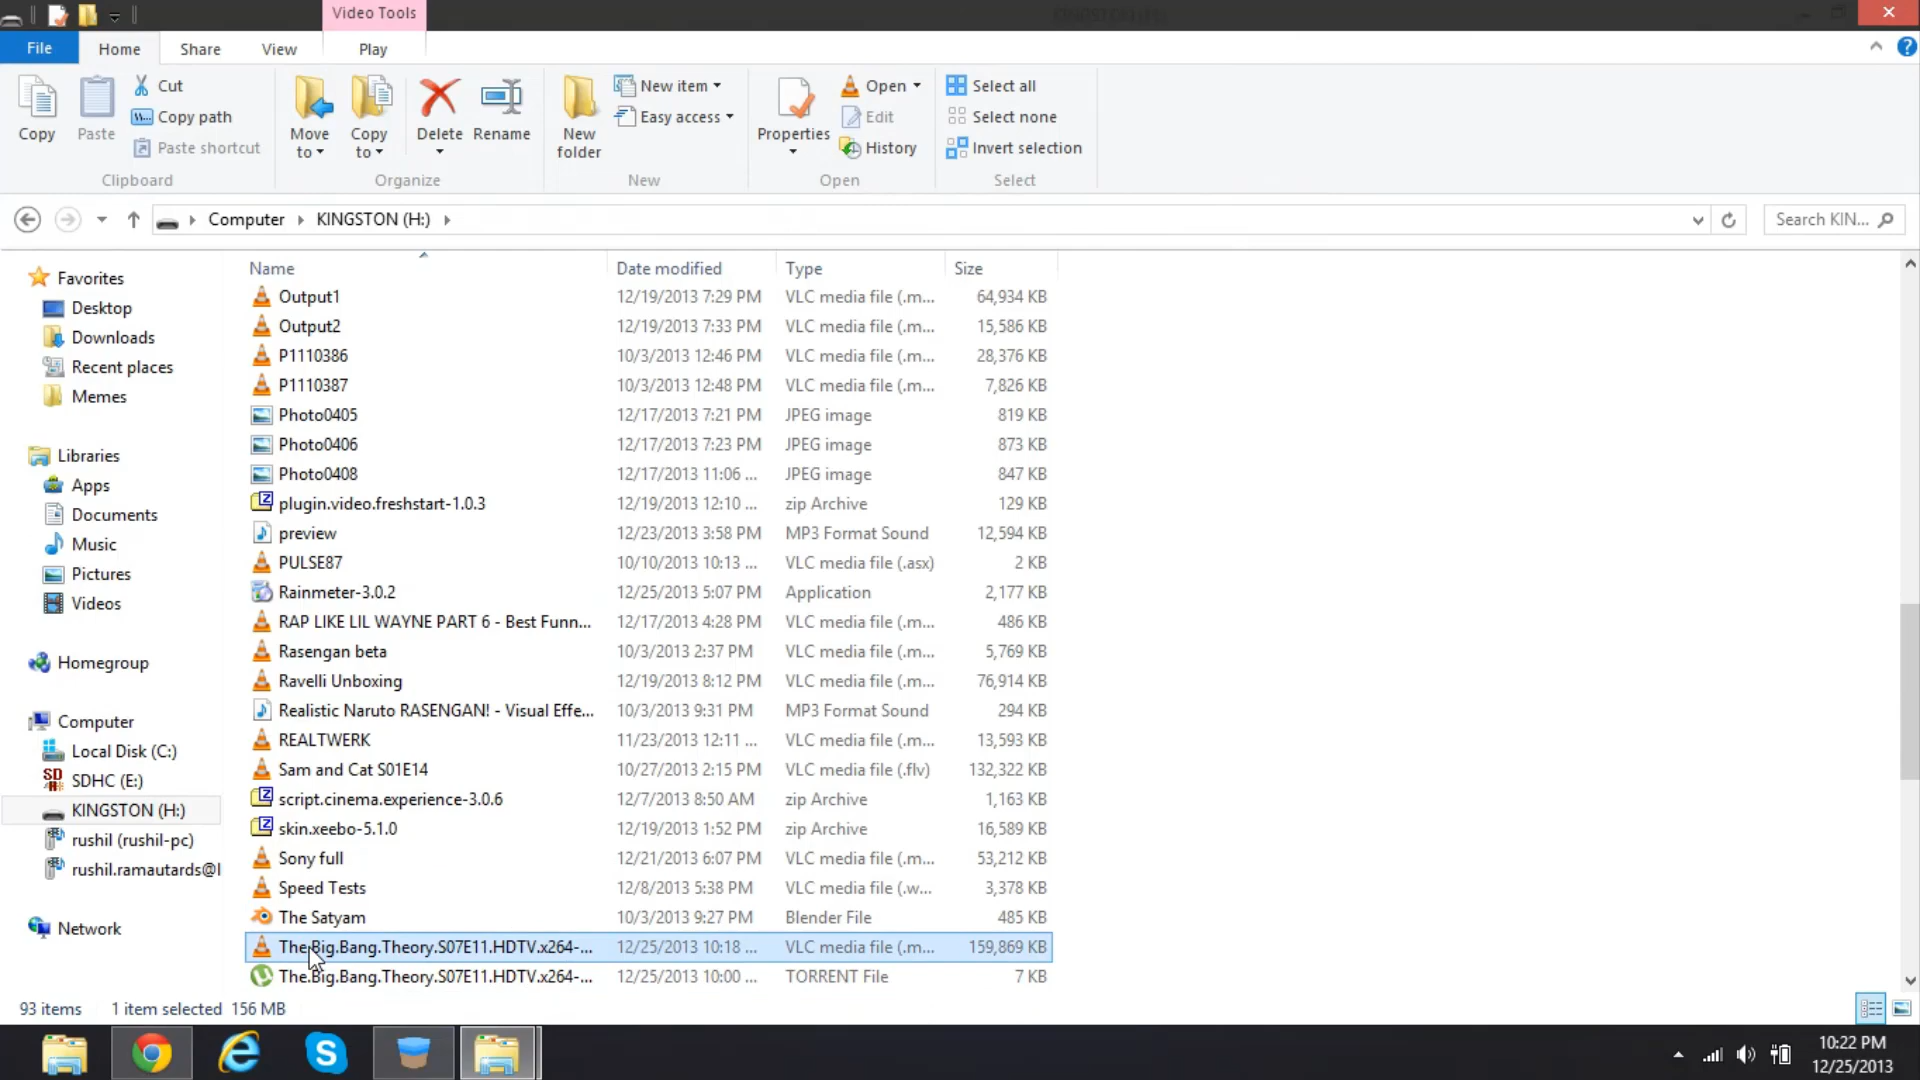 Video Tools
File Home Share View Play
Copy
Paste
Cut
Copy path
Paste shortcut
Clipboard
Move to
Copy to
Delete
Rename
Organize
New folder
New item
Easy access
New
Properties
Open
Edit
History
Open
Select all
Select none
Invert selection
Select
Computer KINGSTON (H:)
Search KIN...
Favorites
Desktop
Downloads
Recent places
Memes
Libraries
Apps
Documents
Music
Pictures
Videos
Homegroup
Computer
Local Disk (C:)
SDHC (E:)
KINGSTON (H:)
rushil (rushil-pc)
rushil.ramautards@l
Network
Name Date modified Type Size
Output1 12/19/2013 7:29 PM VLC media file (.m... 64,934 KB
Output2 12/19/2013 7:33 PM VLC media file (.m... 15,586 KB
P1110386 10/3/2013 12:46 PM VLC media file (.m... 28,376 KB
P1110387 10/3/2013 12:48 PM VLC media file (.m... 7,826 KB
Photo0405 12/17/2013 7:21 PM JPEG image 819 KB
Photo0406 12/17/2013 7:23 PM JPEG image 873 KB
Photo0408 12/17/2013 11:06 ... JPEG image 847 KB
plugin.video.freshstart-1.0.3 12/19/2013 12:10 ... zip Archive 129 KB
preview 12/23/2013 3:58 PM MP3 Format Sound 12,594 KB
PULSE87 10/10/2013 10:13 ... VLC media file (.asx) 2 KB
Rainmeter-3.0.2 12/25/2013 5:07 PM Application 2,177 KB
RAP LIKE LIL WAYNE PART 6 - Best Funn... 12/17/2013 4:28 PM VLC media file (.m... 486 KB
Rasengan beta 10/3/2013 2:37 PM VLC media file (.m... 5,769 KB
Ravelli Unboxing 12/19/2013 8:12 PM VLC media file (.m... 76,914 KB
Realistic Naruto RASENGAN! - Visual Effe... 10/3/2013 9:31 PM MP3 Format Sound 294 KB
REALTWERK 11/23/2013 12:11 ... VLC media file (.m... 13,593 KB
Sam and Cat S01E14 10/27/2013 2:15 PM VLC media file (.flv) 132,322 KB
script.cinema.experience-3.0.6 12/7/2013 8:50 AM zip Archive 1,163 KB
skin.xeebo-5.1.0 12/19/2013 1:52 PM zip Archive 16,589 KB
Sony full 12/21/2013 6:07 PM VLC media file (.m... 53,212 KB
Speed Tests 12/8/2013 5:38 PM VLC media file (.w... 3,378 KB
The Satyam 10/3/2013 9:27 PM Blender File 485 KB
The.Big.Bang.Theory.S07E11.HDTV.x264-... 12/25/2013 10:18 ... VLC media file (.m... 159,869 KB
The.Big.Bang.Theory.S07E11.HDTV.x264-... 12/25/2013 10:00 ... TORRENT File 7 KB
93 items 1 item selected 156 MB
10:22 PM
12/25/2013